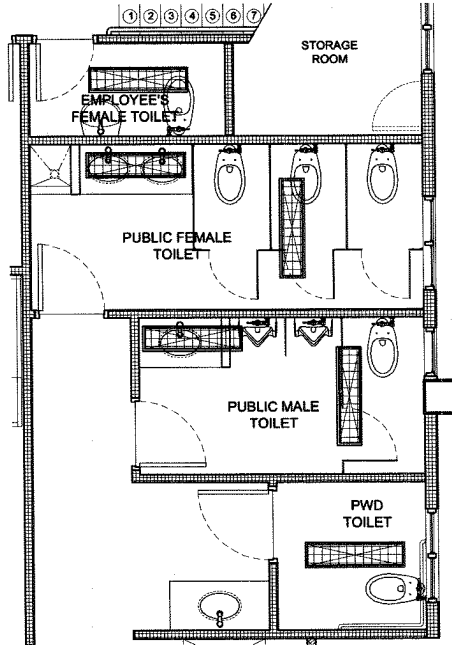 1 2 3 4 5 6 7
STORAGE
ROOM
EMPLOYEE'S
FEMALE TOILET
PUBLIC FEMALE
TOILET
PUBLIC MALE
TOILET
PWD
TOILET